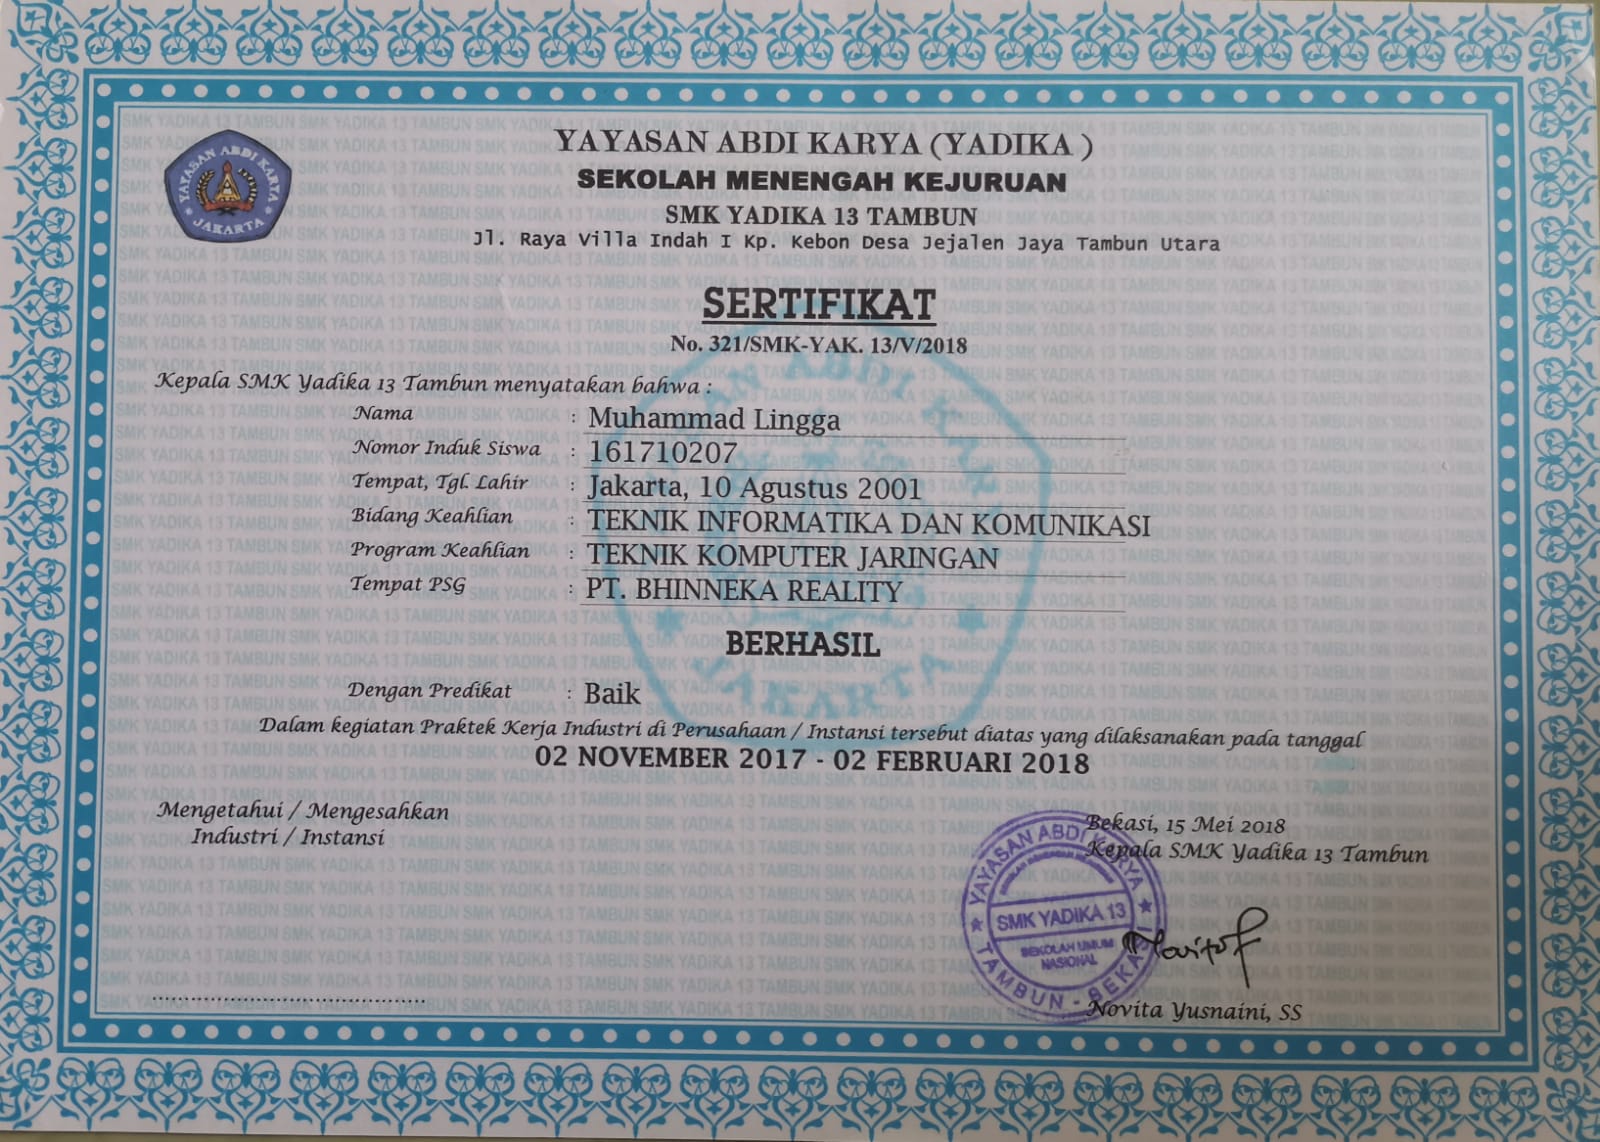 YAYASAN ABDI KARYA (YADIKA)
SEKOLAH MENENGAH KEJURUAN
SMK YADIKA 13 TAMBUN
Jl. Raya Villa Indah I Kp. Kebon Desa Jejalen Jaya Tambun Utara
YAYASAN ABDI KARYA
JAKARTA
SERTIFIKAT
No. 321/SMK-YAK. 13/V/2018
Kepala SMK Yadika 13 Tambun menyatakan bahwa :
Nama : Muhammad Lingga
Nomor Induk Siswa : 161710207
Tempat, Tgl. Lahir : Jakarta, 10 Agustus 2001
Bidang Keahlian : TEKNIK INFORMATIKA DAN KOMUNIKASI
Program Keahlian : TEKNIK KOMPUTER JARINGAN
Tempat PSG : PT. BHINNEKA REALITY
BERHASIL
Dengan Predikat : Baik
Dalam kegiatan Praktek Kerja Industri di Perusahaan / Instansi tersebut diatas yang dilaksanakan pada tanggal
02 NOVEMBER 2017 - 02 FEBRUARI 2018
Mengetahui / Mengesahkan
Industri / Instansi
Bekasi, 15 Mei 2018
Kepala SMK Yadika 13 Tambun
YAYASAN ABDI KARYA
SMK YADIKA 13
SEKOLAH UMUM
NASIONAL
TAMBUN - BEKASI
Novita Yusnaini, SS